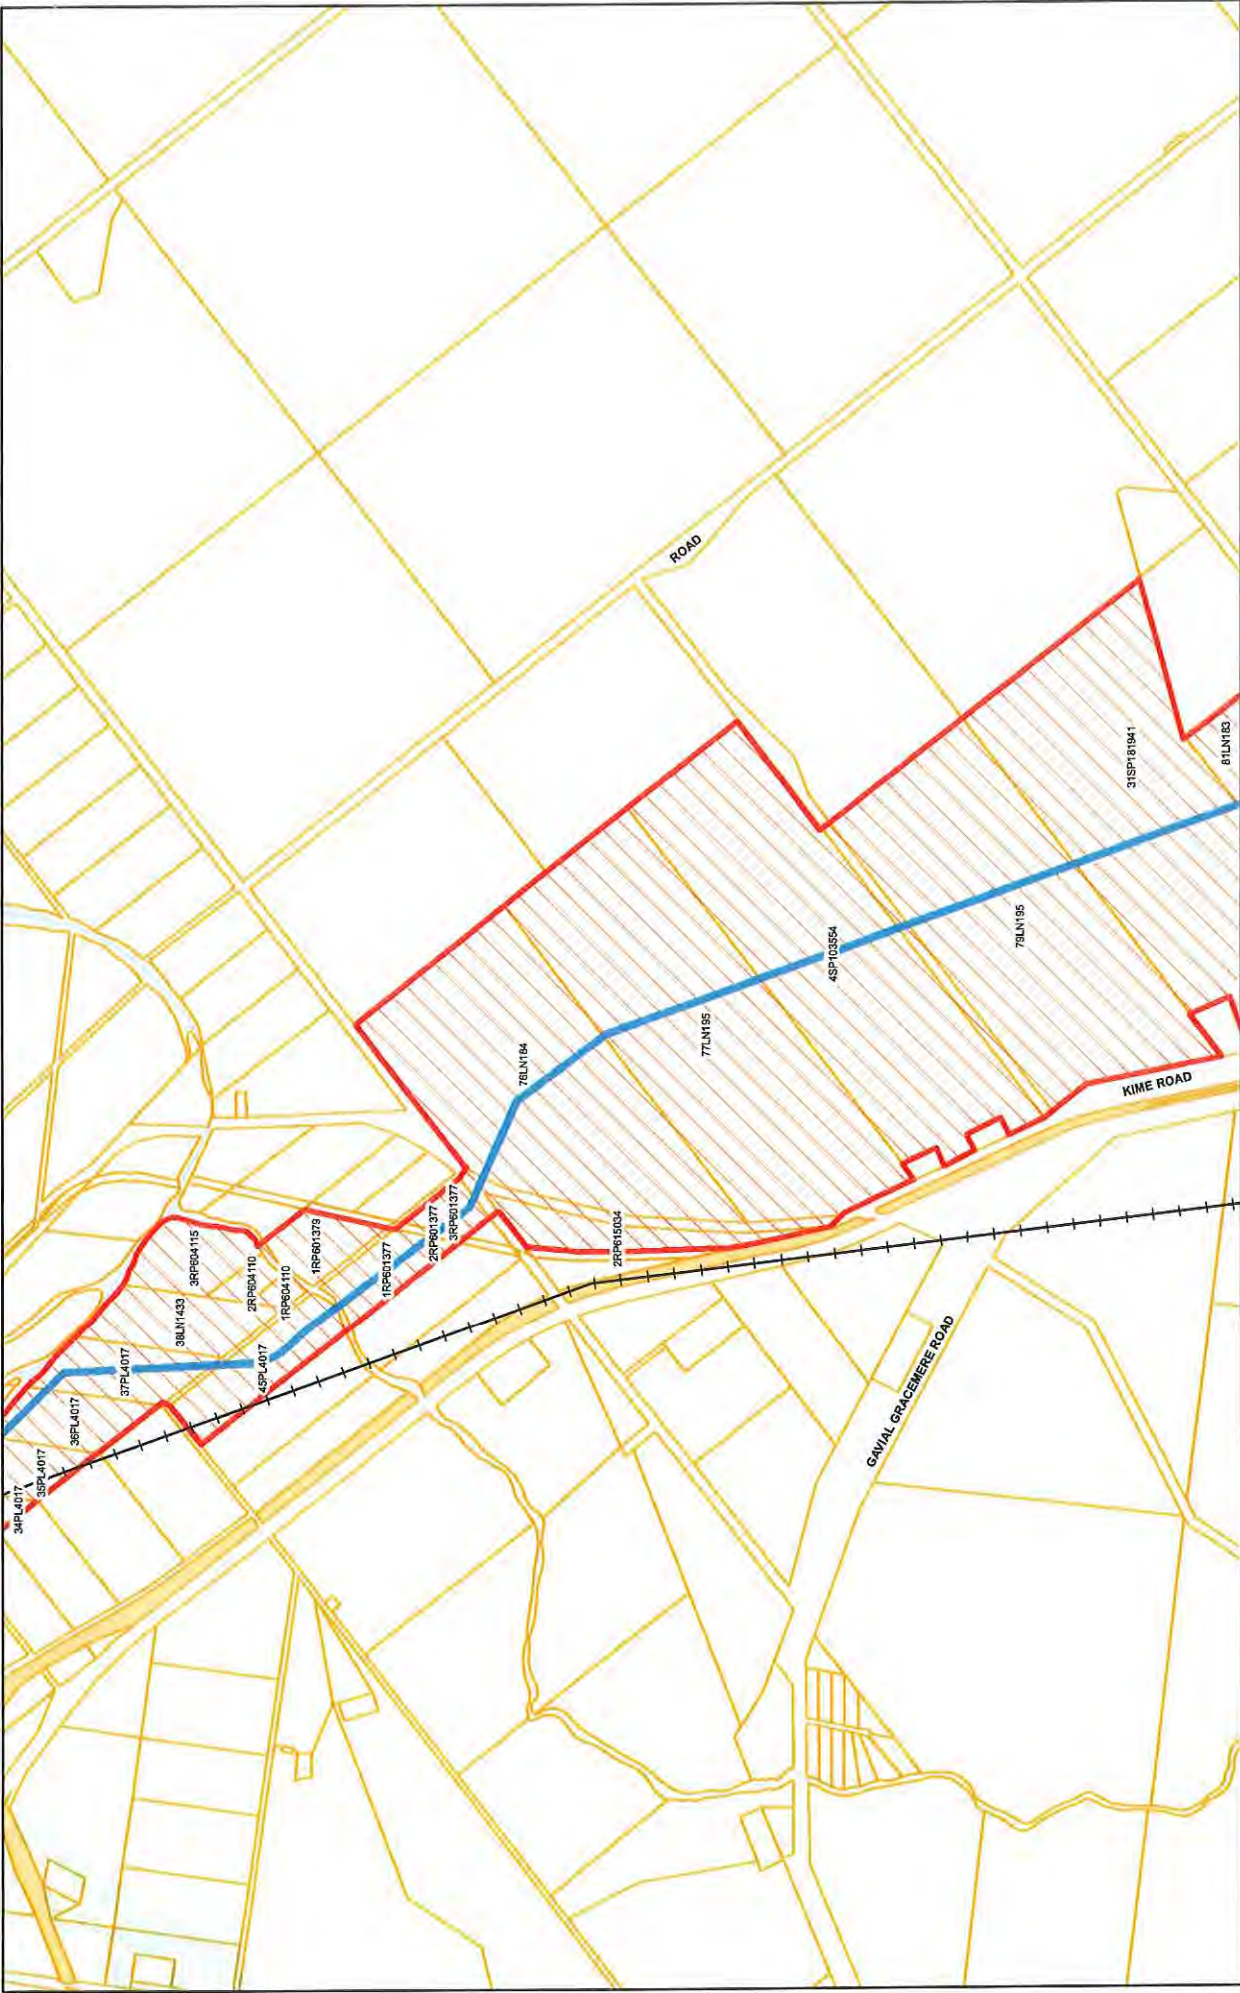 34PL4017
35PL4017
36PL4017
37PL4017
38LN1433
3RP604115
2RP604110
1RP604110
45PL4017
1RP601379
1RP601377
2RP601377
3RP601377
76LN184
2RP615034
77LN195
4SP103554
79LN195
31SP181941
81LN183
ROAD
KIME ROAD
GAVIAL GRACEMERE ROAD